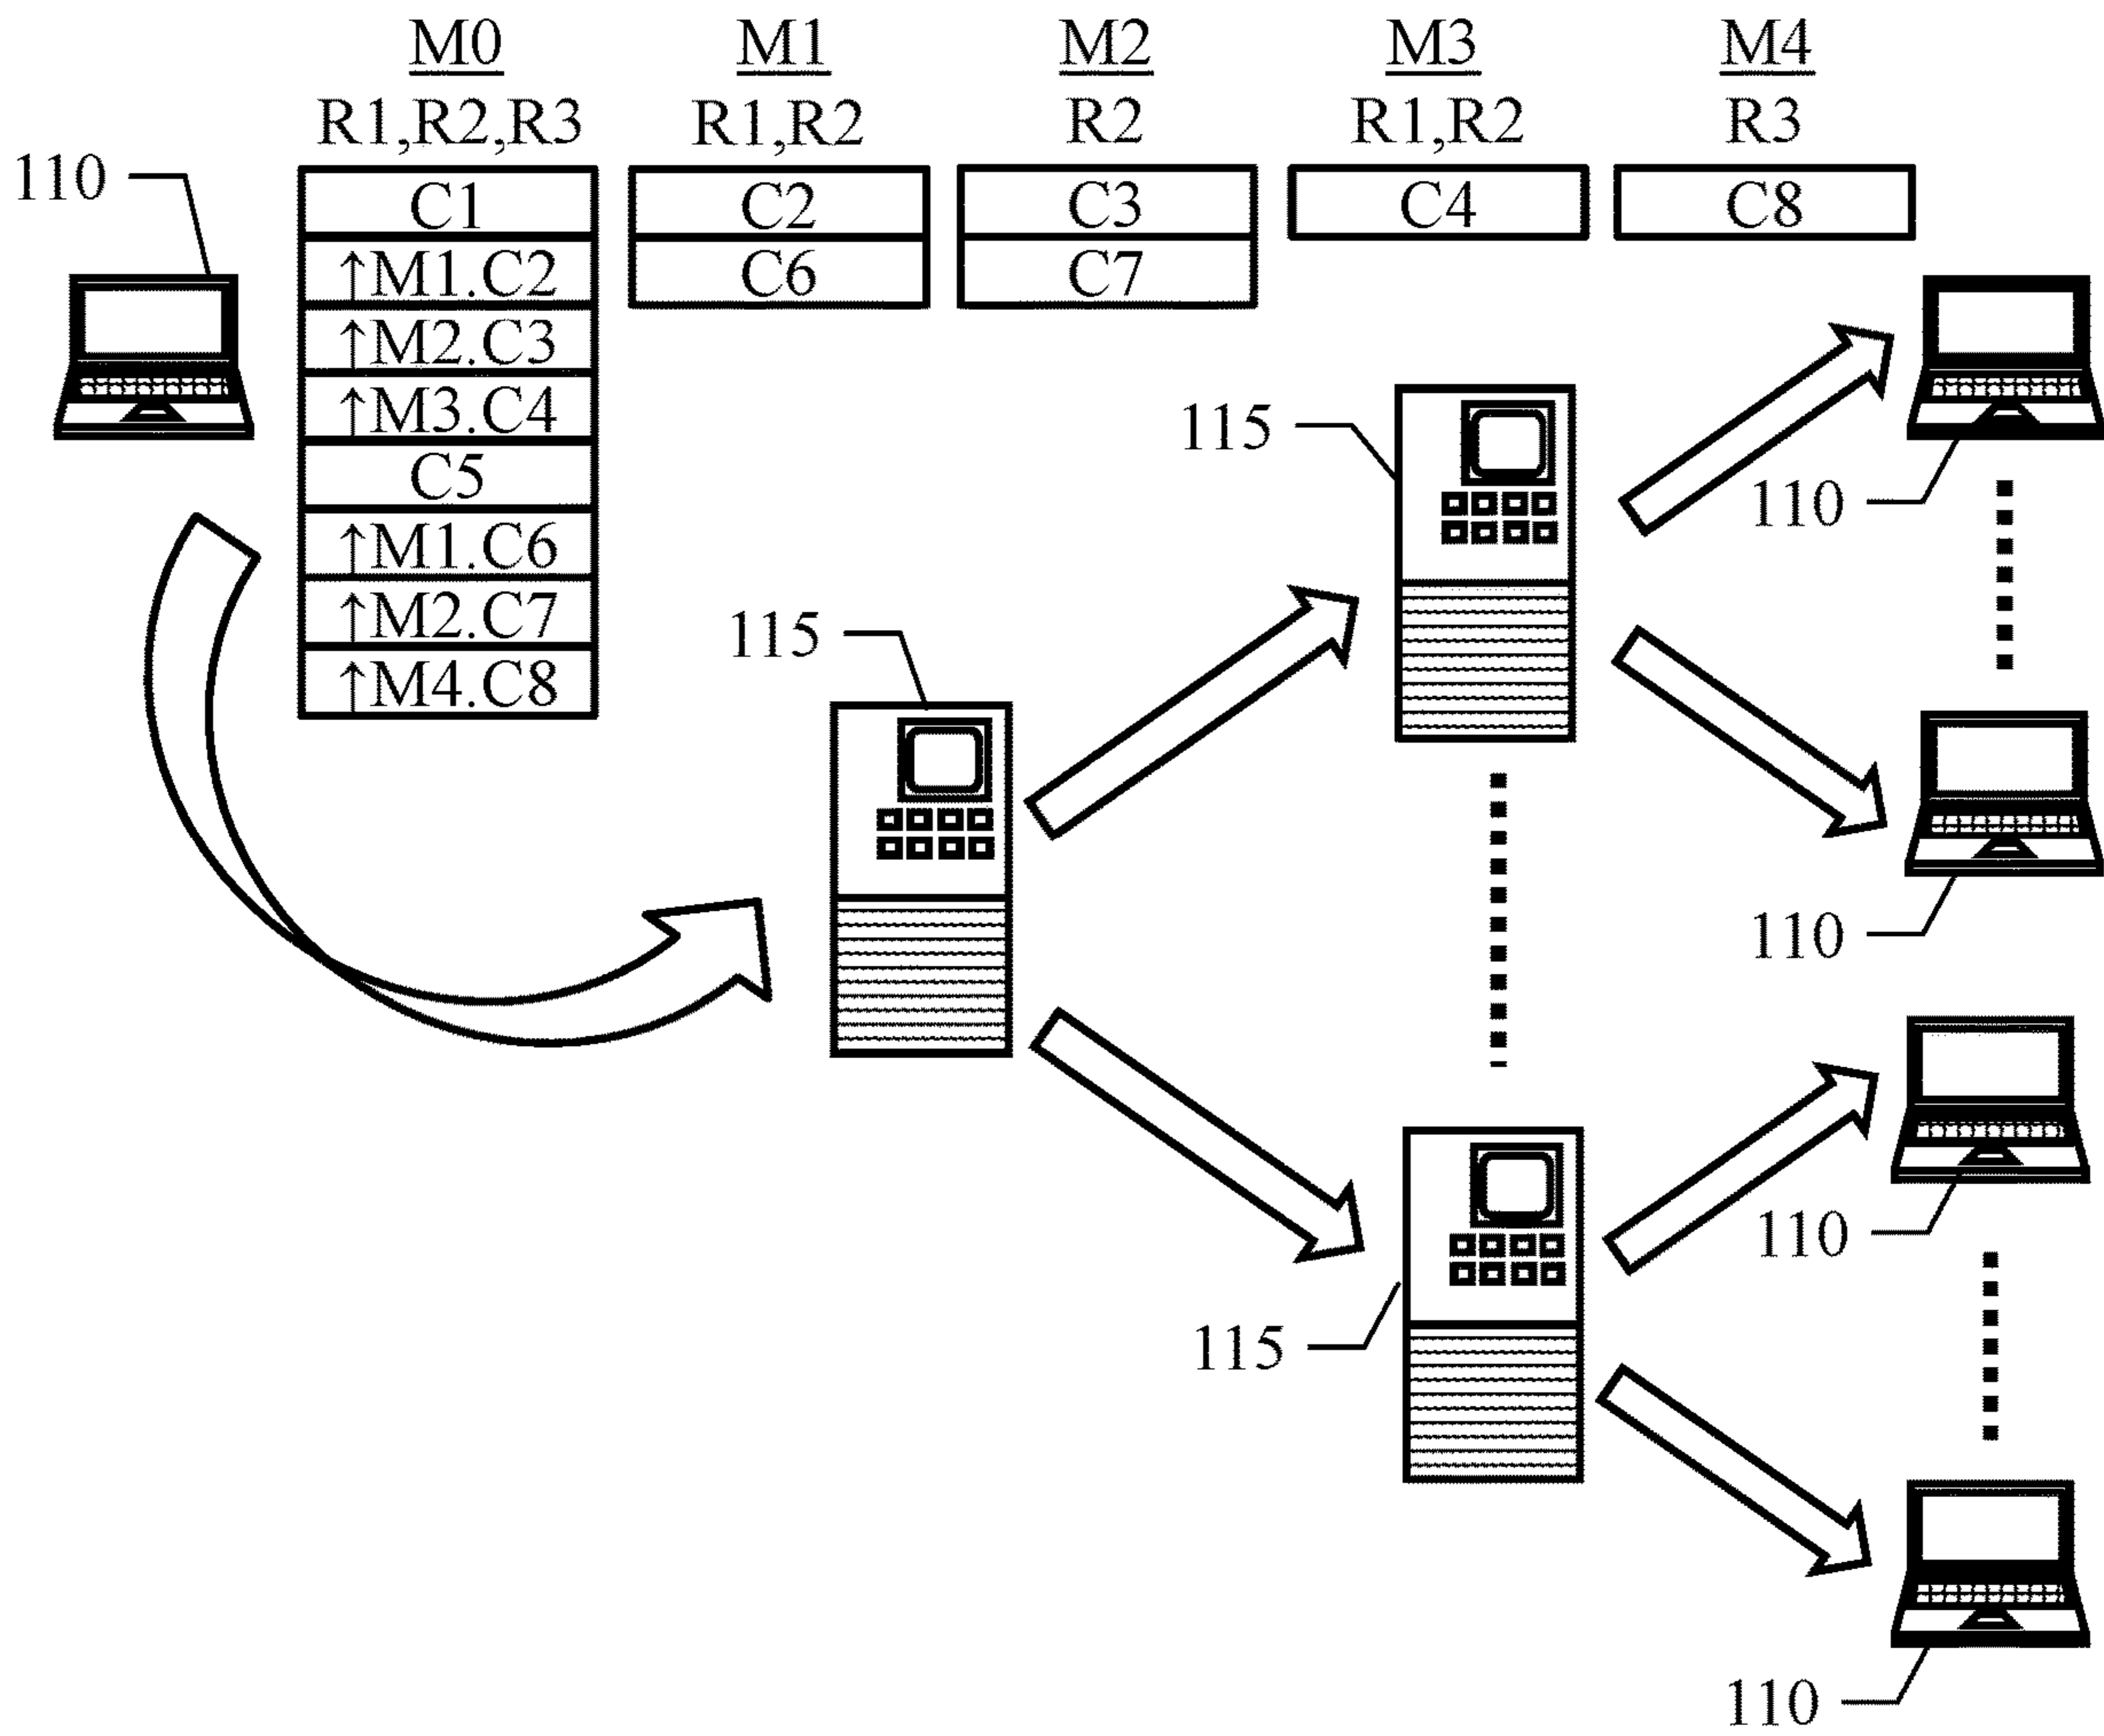 M0 M1 M2 M3 M4
R1,R2,R3 R1,R2 R2 R1,R2 R3
110 C1 C2 C3 C4 C8
↑M1.C2 C6 C7
↑M2.C3
↑M3.C4
C5
↑M1.C6
↑M2.C7
↑M4.C8
115
115
110
110
110
115
110